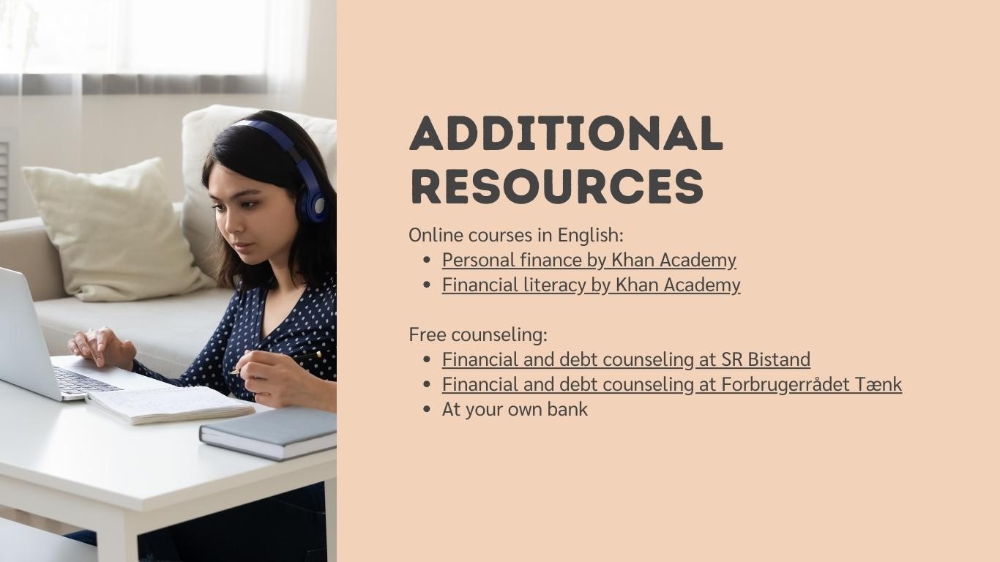 ADDITIONAL
RESOURCES
Online courses in English:
• Personal finance by Khan Academy
• Financial literacy by Khan Academy
Free counseling:
• Financial and debt counseling at SR Bistand
• Financial and debt counseling at Forbrugerrådet Tænk
• At your own bank